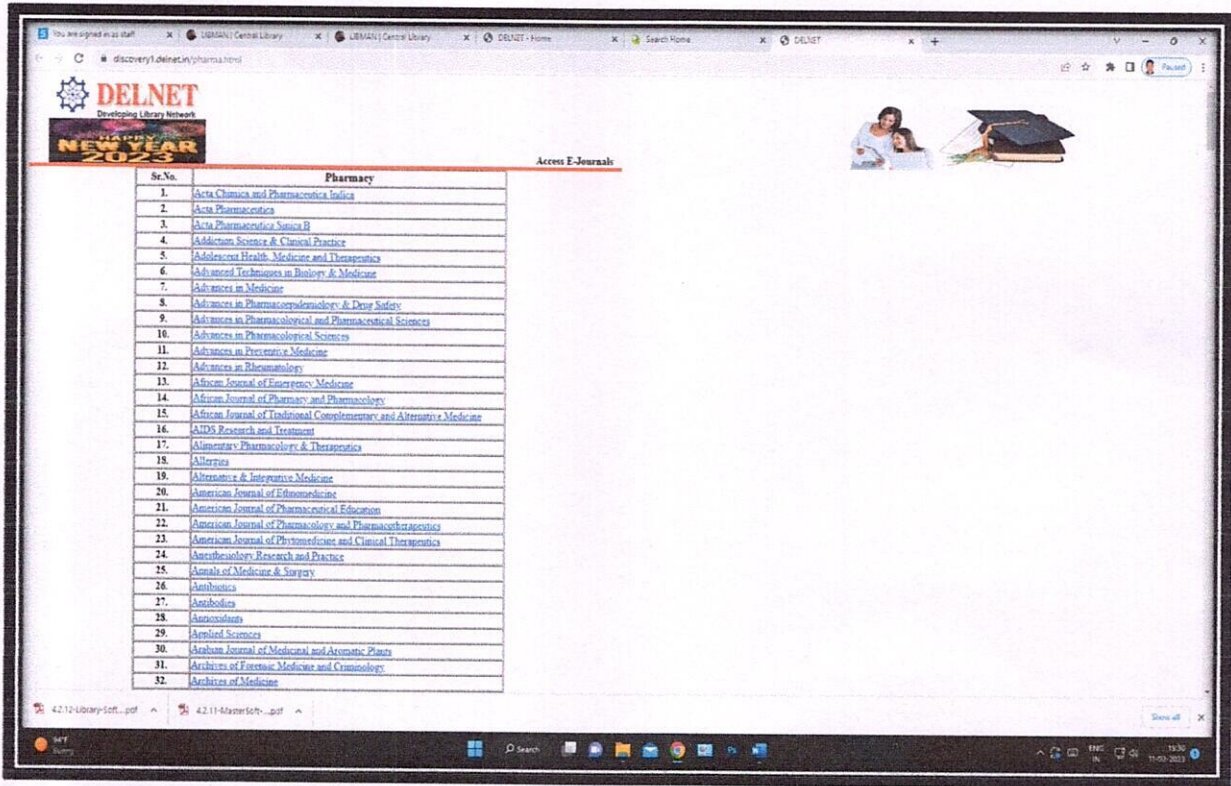 You are signed in as staff
LIBMAN | Central Library
LIBMAN | Central Library
DELNET - Home
Search Home
DELNET
discovery1.delnet.in/pharma.html
Paused
DELNET
Developing Library Network
HAPPY
NEW YEAR
2023
Access E-Journals
Sr.No. Pharmacy
1. Acta Chimica and Pharmaceutica Indica
2. Acta Pharmaceutica
3. Acta Pharmaceutica Sinica B
4. Addiction Science & Clinical Practice
5. Adolescent Health, Medicine and Therapeutics
6. Advanced Techniques in Biology & Medicine
7. Advances in Medicine
8. Advances in Pharmacoepidemiology & Drug Safety
9. Advances in Pharmacological and Pharmaceutical Sciences
10. Advances in Pharmacological Sciences
11. Advances in Preventive Medicine
12. Advances in Rheumatology
13. African Journal of Emergency Medicine
14. African Journal of Pharmacy and Pharmacology
15. African Journal of Traditional Complementary and Alternative Medicine
16. AIDS Research and Treatment
17. Alimentary Pharmacology & Therapeutics
18. Allergies
19. Alternative & Integrative Medicine
20. American Journal of Ethnomedicine
21. American Journal of Pharmaceutical Education
22. American Journal of Pharmacology and Pharmacotherapeutics
23. American Journal of Phytomedicine and Clinical Therapeutics
24. Anesthesiology Research and Practice
25. Annals of Medicine & Surgery
26. Antibiotics
27. Antibodies
28. Antioxidants
29. Applied Sciences
30. Arabian Journal of Medicinal and Aromatic Plants
31. Archives of Forensic Medicine and Criminology
32. Archives of Medicine
4.2.12-Library-Soft....pdf
4.2.11-MasterSoft-...pdf
Show all
94°F
Sunny
Search
Ps
ENG
IN
11-02-2023